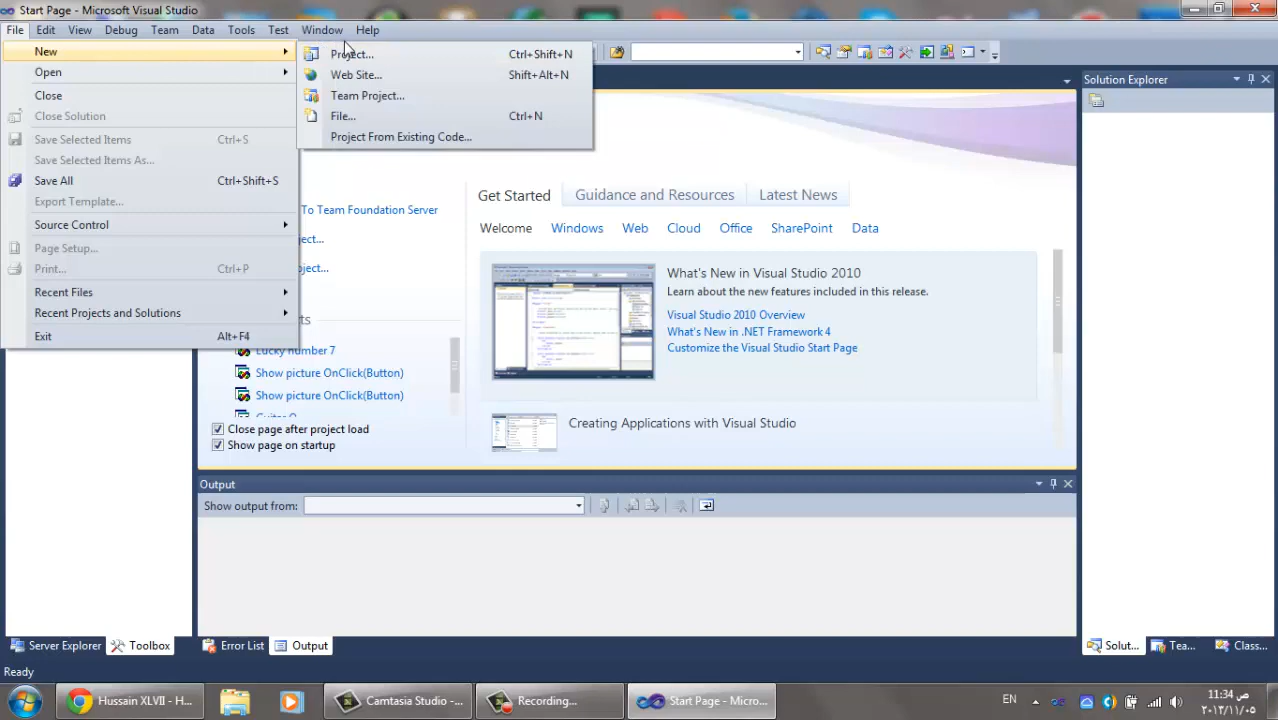 Start Page - Microsoft Visual Studio
File Edit View Debug Team Data Tools Test Window Help
New
Open
Close
Close Solution
Save Selected Items Ctrl+S
Save Selected Items As...
Save All Ctrl+Shift+S
Export Template...
Source Control
Page Setup...
Print... Ctrl+P
Recent Files
Recent Projects and Solutions
Exit Alt+F4
Project... Ctrl+Shift+N
Web Site... Shift+Alt+N
Team Project...
File... Ctrl+N
Project From Existing Code...
To Team Foundation Server
Lucky number 7
Show picture OnClick(Button)
Show picture OnClick(Button)
Close page after project load
Show page on startup
Get Started Guidance and Resources Latest News
Welcome Windows Web Cloud Office SharePoint Data
What's New in Visual Studio 2010
Learn about the new features included in this release.
Visual Studio 2010 Overview
What's New in .NET Framework 4
Customize the Visual Studio Start Page
Creating Applications with Visual Studio
Solution Explorer
Output
Show output from:
Server Explorer Toolbox Error List Output Solut... Tea... Class...
Ready
Hussain XLVII - H... Camtasia Studio -... Recording... Start Page - Micro... EN
11:34 ص
٢٠١٣/١١/٠٥